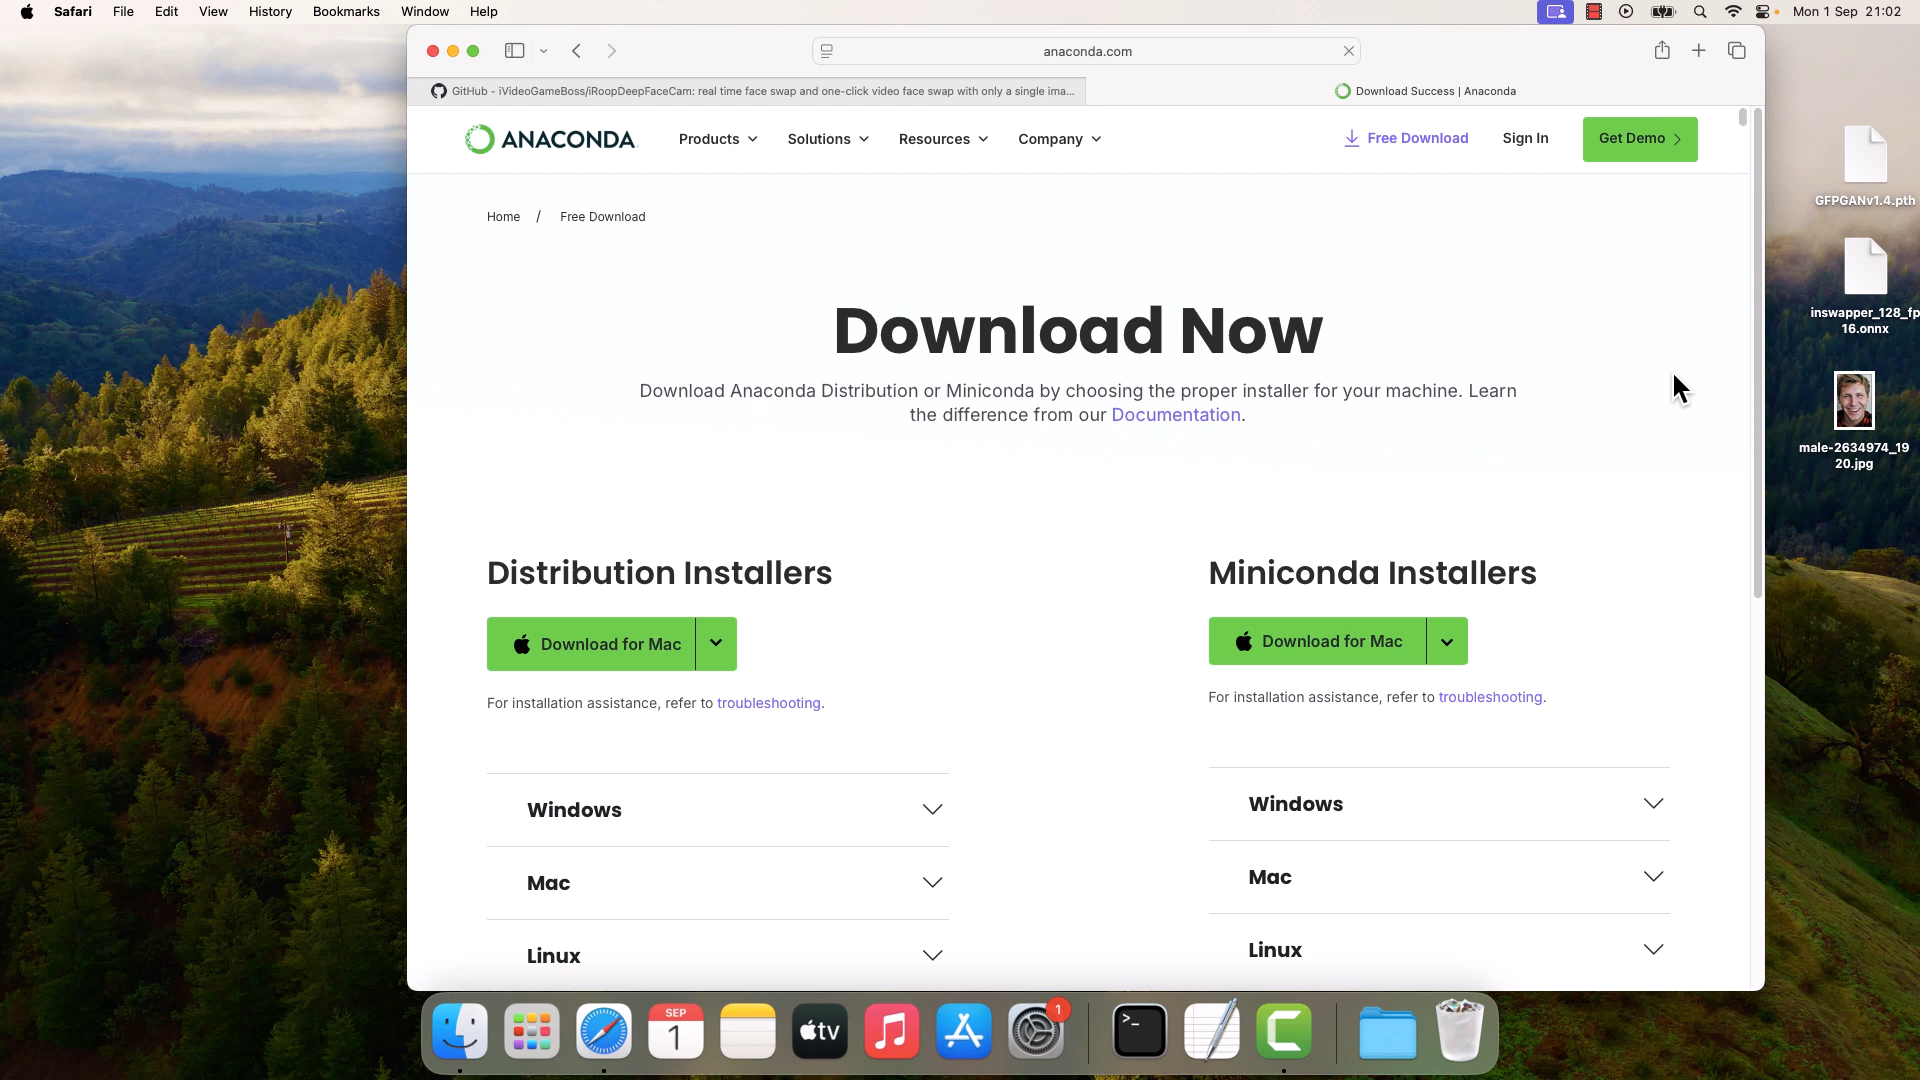 Safari File Edit View History Bookmarks Window Help
Mon 1 Sep 21:02
anaconda.com
GitHub - iVideoGameBoss/iRoopDeepFaceCam: real time face swap and one-click video face swap with only a single ima...
Download Success | Anaconda
ANACONDA
Products
Solutions
Resources
Company
Free Download
Sign In
Get Demo
Home / Free Download
Download Now
Download Anaconda Distribution or Miniconda by choosing the proper installer for your machine. Learn
the difference from our Documentation.
Distribution Installers
Download for Mac
For installation assistance, refer to troubleshooting.
Windows
Mac
Linux
Miniconda Installers
Download for Mac
For installation assistance, refer to troubleshooting.
Windows
Mac
Linux
GFPGANv1.4.pth
inswapper_128_fp
16.onnx
male-2634974_19
20.jpg
SEP
1
tv
1
>_